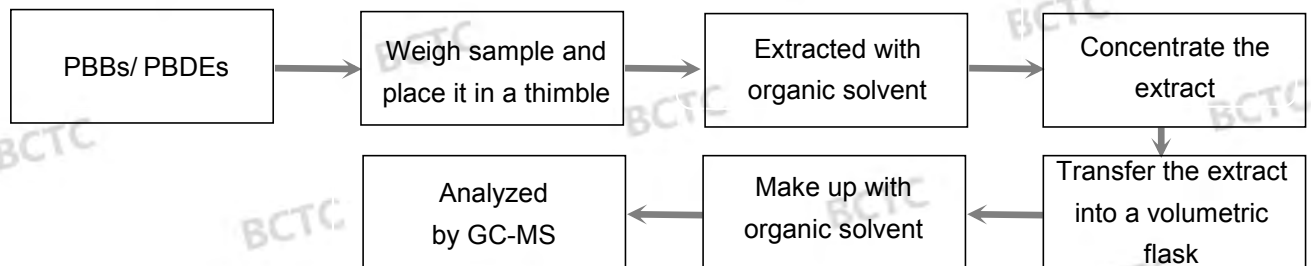 PBBs/ PBDEs
Weigh sample and
place it in a thimble
Extracted with
organic solvent
Concentrate the
extract
Transfer the extract
into a volumetric
flask
Make up with
organic solvent
Analyzed
by GC-MS
BCTC
BCTC
BCTC
BCTC
BCTC
BCTC
BCTC